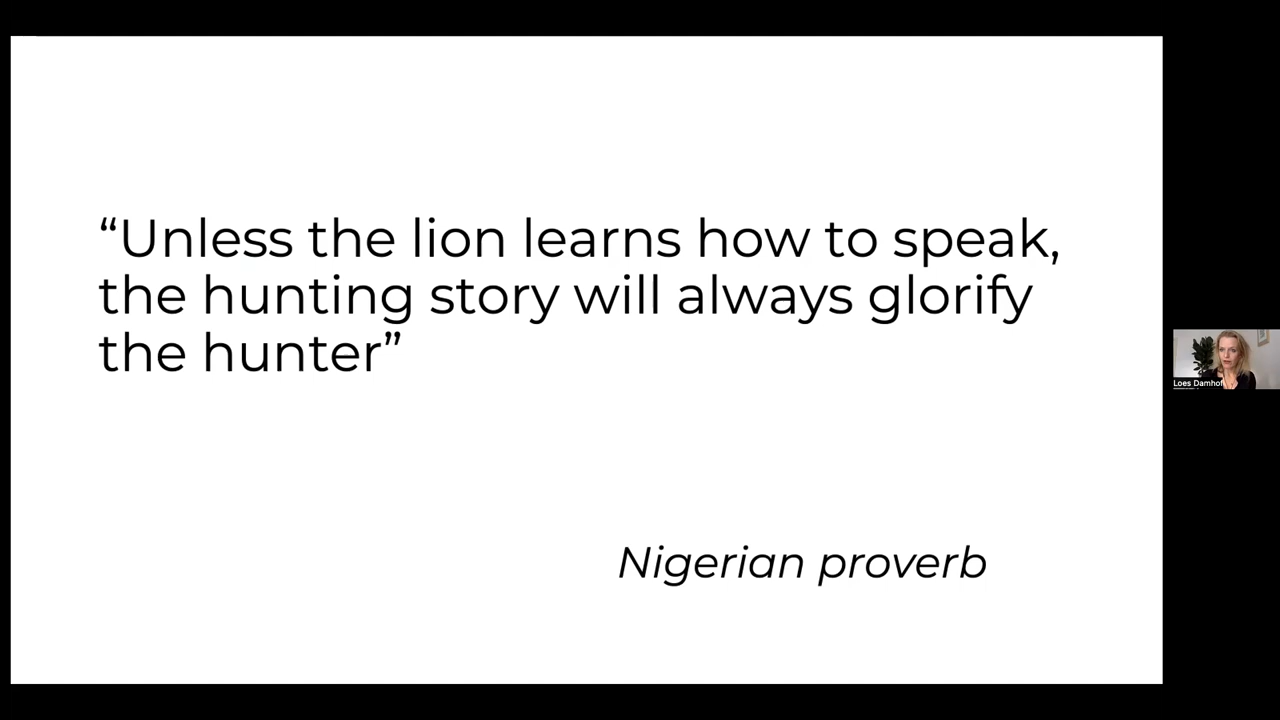 “Unless the lion learns how to speak,
the hunting story will always glorify
the hunter”
Nigerian proverb
Loes Damhof